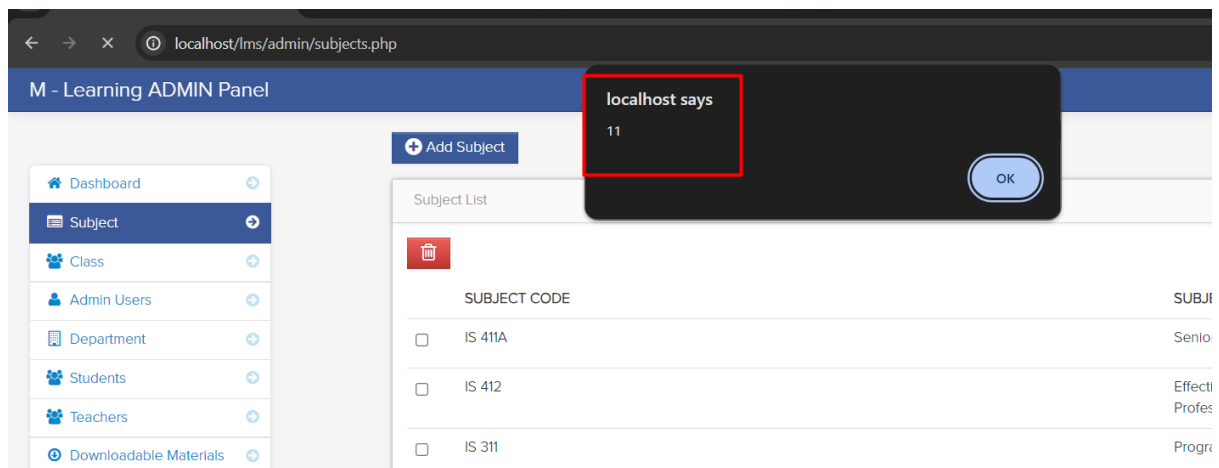 localhost/lms/admin/subjects.php
M - Learning ADMIN Panel
localhost says
11
OK
Add Subject
Dashboard
Subject
Class
Admin Users
Department
Students
Teachers
Downloadable Materials
Subject List
SUBJECT CODE
IS 411A
IS 412
IS 311